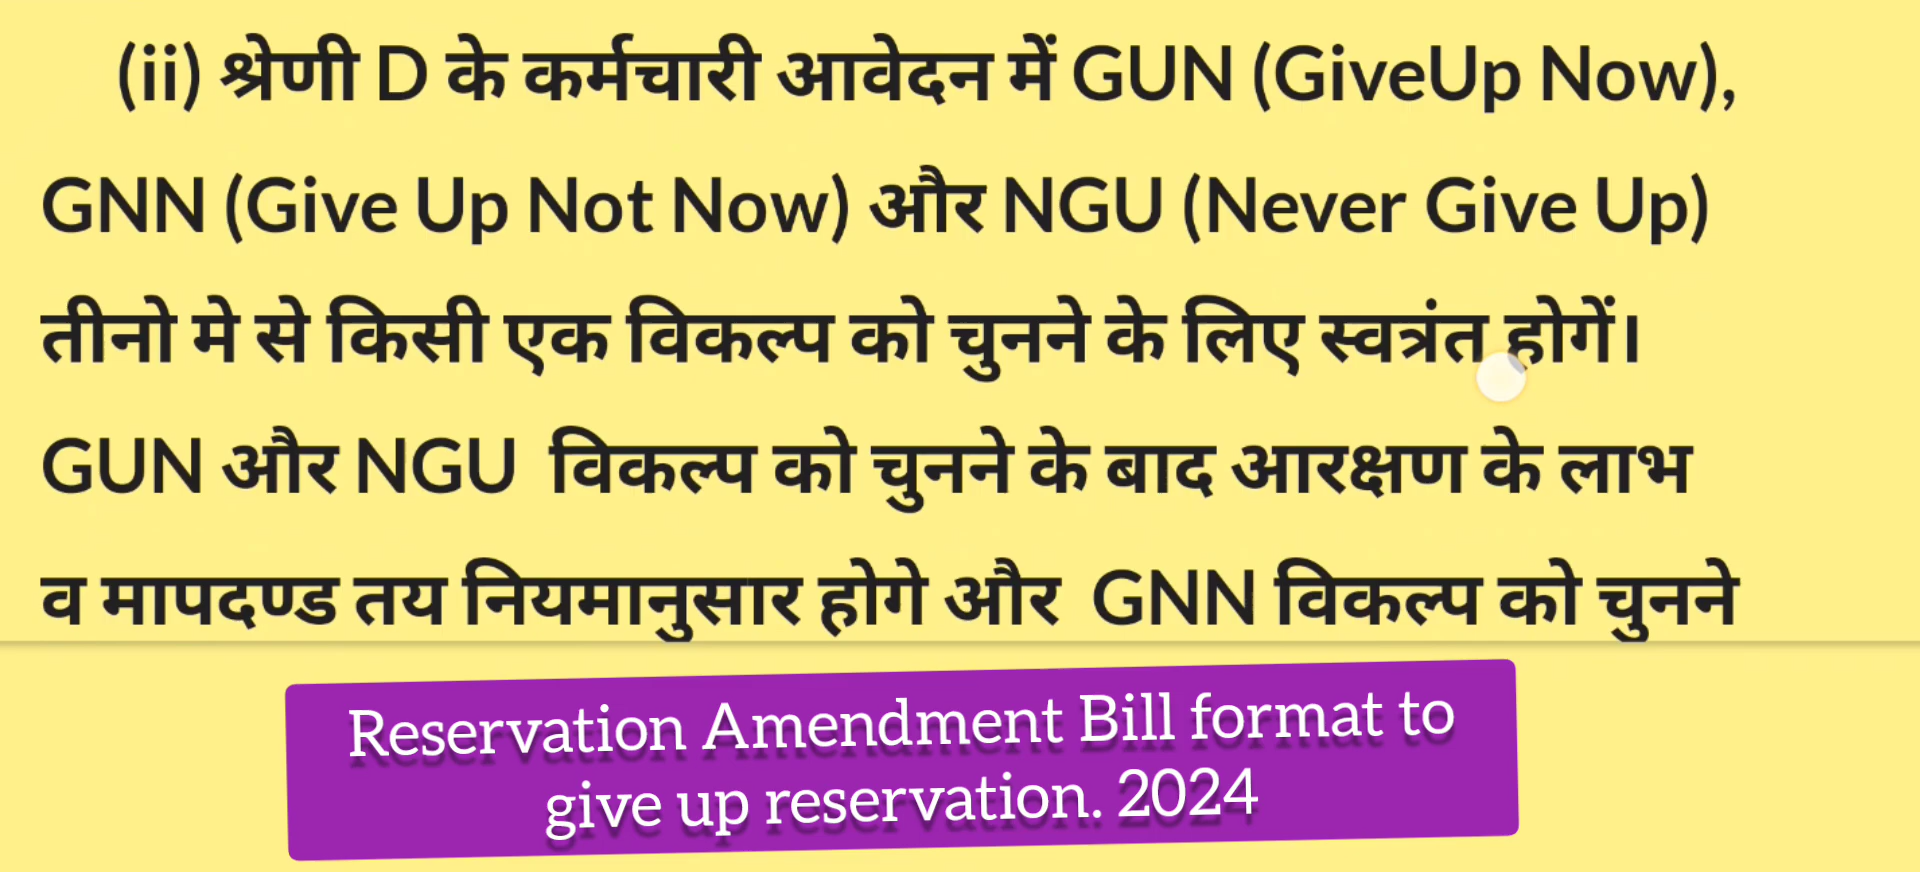 (ii) श्रेणी D के कर्मचारी आवेदन में GUN (GiveUp Now),
GNN (Give Up Not Now) और NGU (Never Give Up)
तीनो मे से किसी एक विकल्प को चुनने के लिए स्वत्रंत होगें।
GUN और NGU विकल्प को चुनने के बाद आरक्षण के लाभ
व मापदण्ड तय नियमानुसार होगे और GNN विकल्प को चुनने
Reservation Amendment Bill format to
give up reservation. 2024